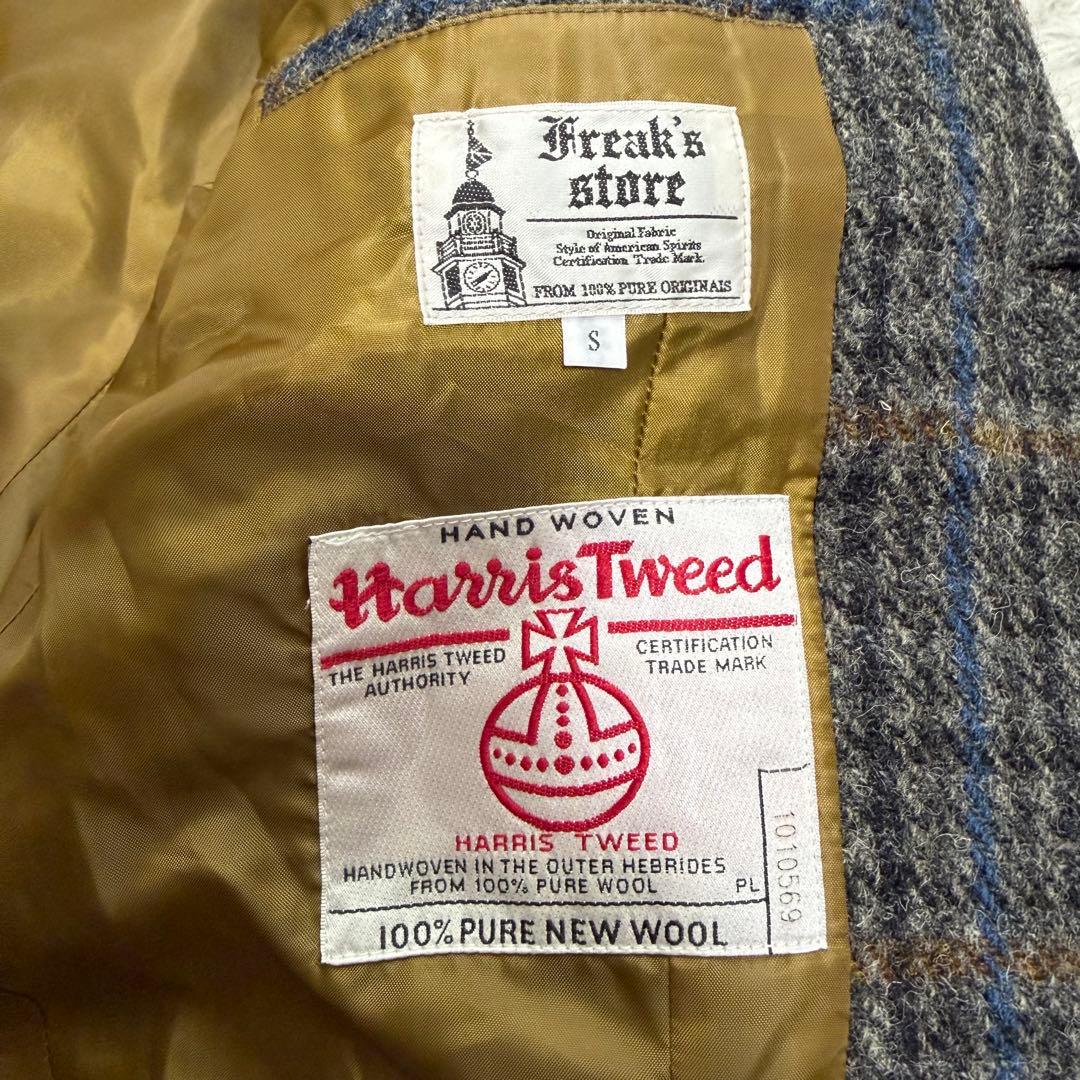 Freak's
store
Original Fabric
Style of American Spirits
Certification Trade Mark.
FROM 100% PURE ORIGINALS
S
HAND WOVEN
Harris Tweed
THE HARRIS TWEED
AUTHORITY
CERTIFICATION
TRADE MARK
HARRIS TWEED
HANDWOVEN IN THE OUTER HEBRIDES
FROM 100% PURE WOOL
PL
1010569
100% PURE NEW WOOL